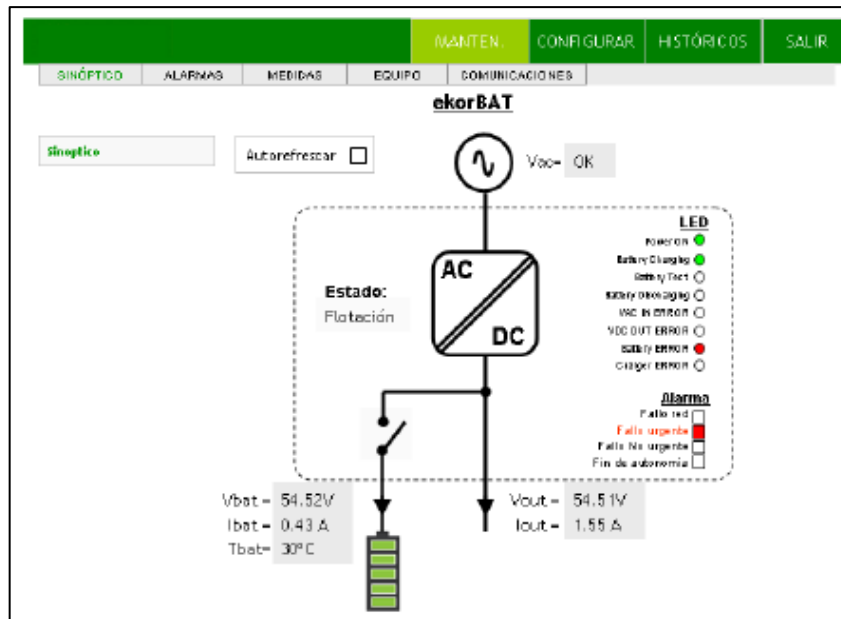 MANTEN. CONFIGURAR HISTÓRICOS SALIR
SINÓPTICO ALARMAS MEDIDAS EQUIPO COMUNICACIONES
ekorBAT
Sinoptico
Autorefrescar
Vac= OK
LED
Power ON
Battery Charging
Battery Test
Battery Discharging
VAC IN ERROR
VDC OUT ERROR
Battery ERROR
Charger ERROR
AC
DC
Estado:
Flotación
Alarma
Fallo red
Fallo urgente
Fallo No urgente
Fin de autonomía
Vbat = 54.52V
Ibat = 0.43 A
Tbat= 30°C
Vout = 54.51V
Iout = 1.55 A